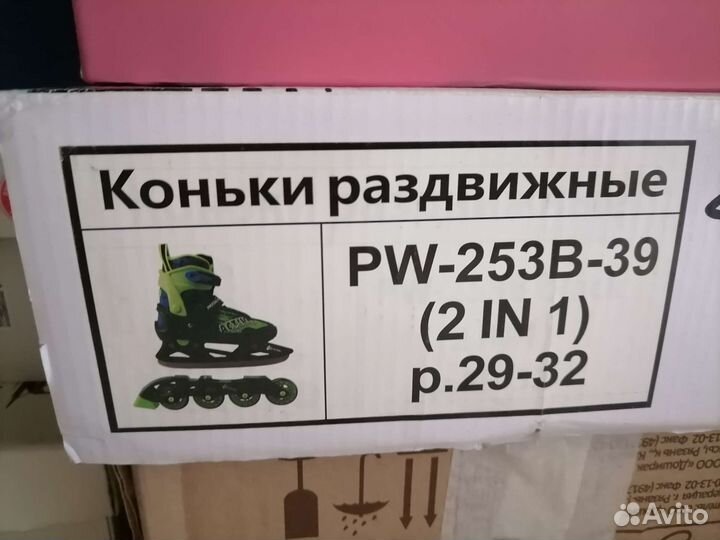 Коньки раздвижные
PW-253B-39
(2 IN 1)
р.29-32
Avito